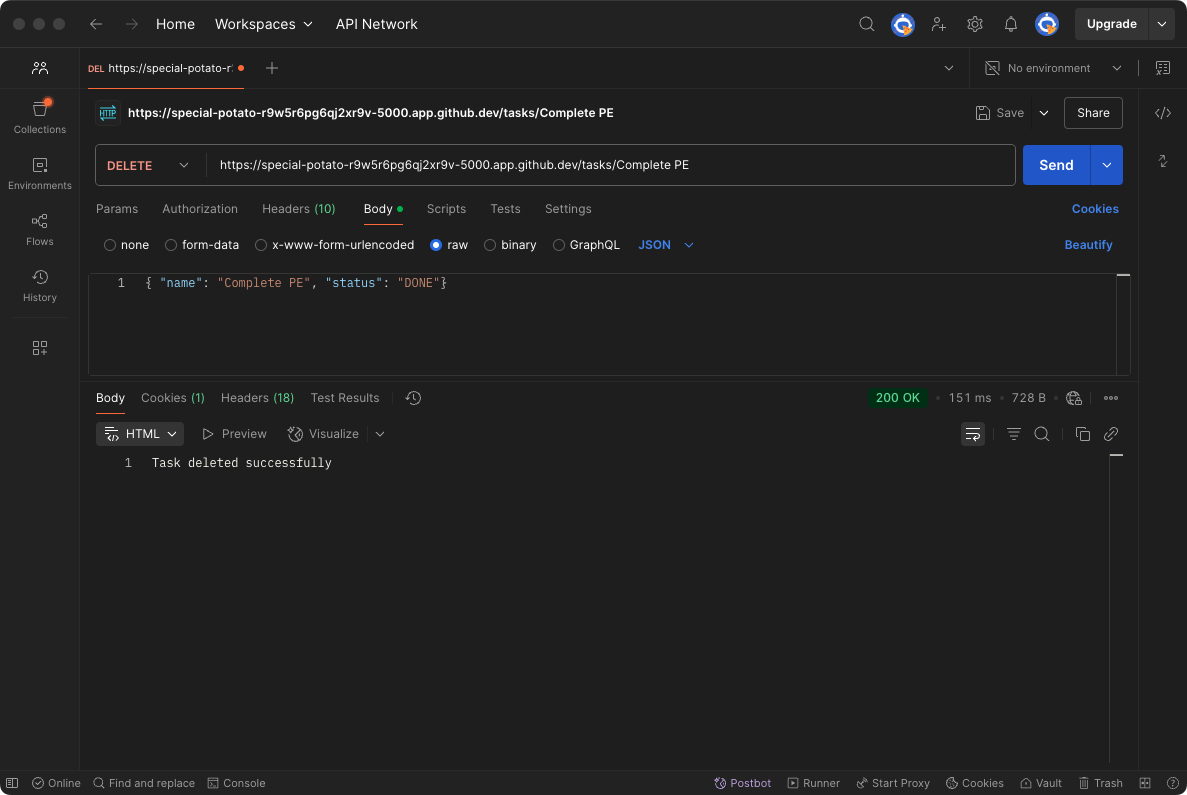 Home Workspaces API Network Upgrade
DEL https://special-potato-r No environment
HTTP https://special-potato-r9w5r6pg6qj2xr9v-5000.app.github.dev/tasks/Complete PE Save Share
Collections
DELETE https://special-potato-r9w5r6pg6qj2xr9v-5000.app.github.dev/tasks/Complete PE Send
Environments
Params Authorization Headers (10) Body Scripts Tests Settings Cookies
Flows
none form-data x-www-form-urlencoded raw binary GraphQL JSON Beautify
History
1 { "name": "Complete PE", "status": "DONE"}
Body Cookies (1) Headers (18) Test Results 200 OK 151 ms 728 B
HTML Preview Visualize
1 Task deleted successfully
Online Find and replace Console Postbot Runner Start Proxy Cookies Vault Trash